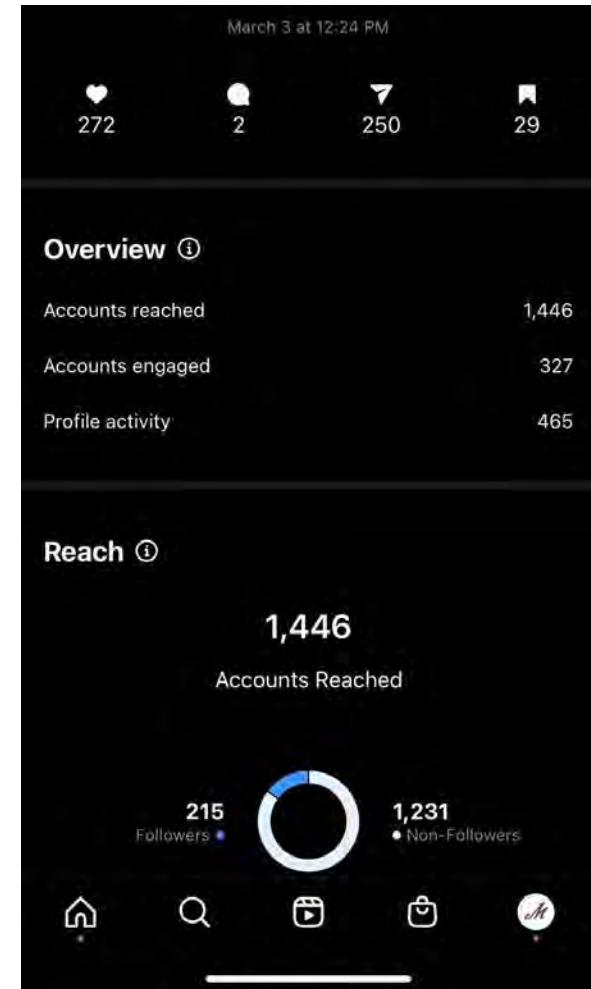 March 3 at 12:24 PM
272 2 250 29
Overview
Accounts reached 1,446
Accounts engaged 327
Profile activity 465
Reach
1,446
Accounts Reached
215 1,231
Followers Non-Followers
M